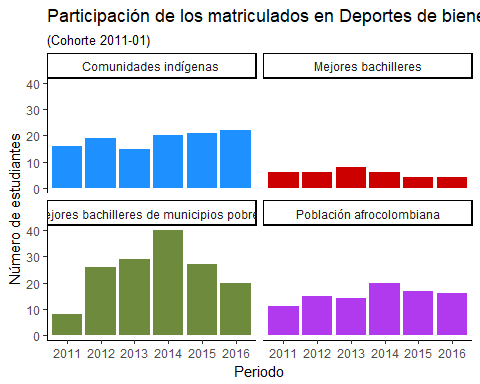 Participación de los matriculados en Deportes de biene
(Cohorte 2011-01)
Comunidades indígenas
Mejores bachilleres
40
30
20
10
0
ejores bachilleres de municipios pobre
Población afrocolombiana
40
30
20
10
0
2011 2012 2013 2014 2015 2016
2011 2012 2013 2014 2015 2016
Número de estudiantes
Periodo